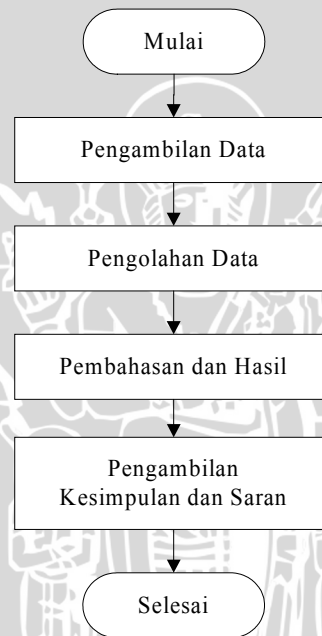 Mulai
Pengambilan Data
Pengolahan Data
Pembahasan dan Hasil
Pengambilan
Kesimpulan dan Saran
Selesai